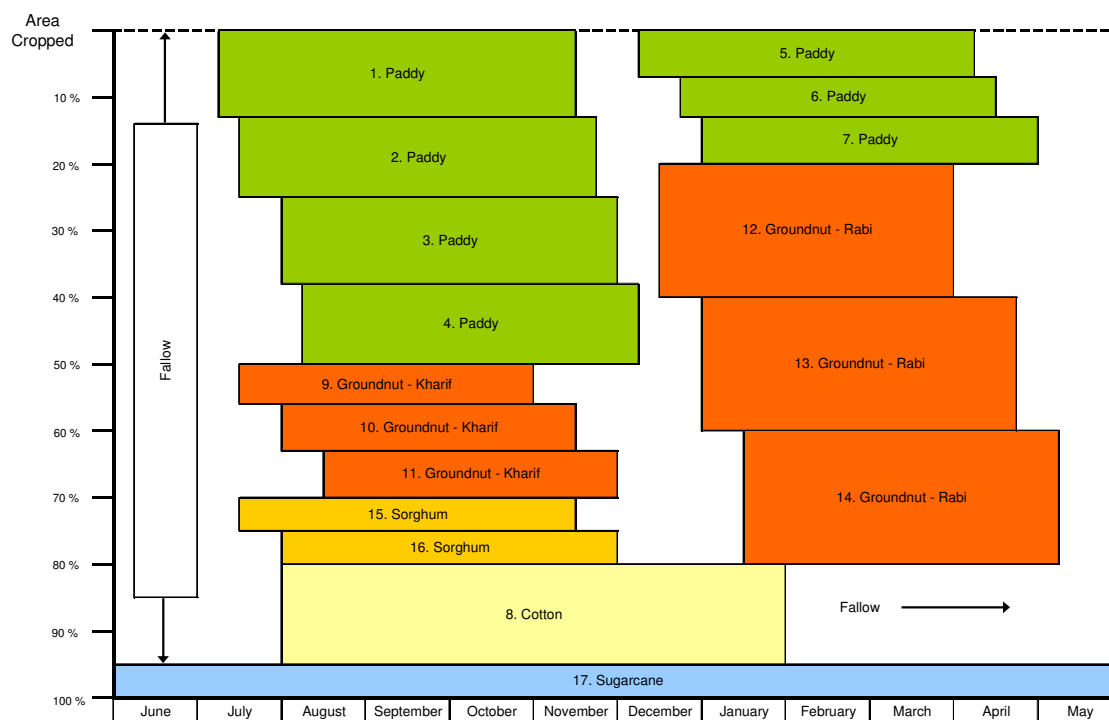 Area
Cropped
10 %
20 %
30 %
40 %
50 %
60 %
70 %
80 %
90 %
100 %
Fallow
1. Paddy
2. Paddy
3. Paddy
4. Paddy
9. Groundnut - Kharif
10. Groundnut - Kharif
11. Groundnut - Kharif
15. Sorghum
16. Sorghum
8. Cotton
5. Paddy
6. Paddy
7. Paddy
12. Groundnut - Rabi
13. Groundnut - Rabi
14. Groundnut - Rabi
Fallow
17. Sugarcane
June July August September October November December January February March April May